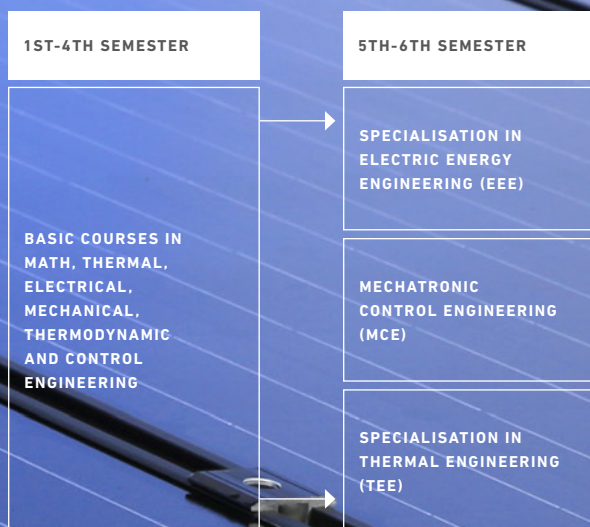 1ST-4TH SEMESTER
BASIC COURSES IN
MATH, THERMAL,
ELECTRICAL,
MECHANICAL,
THERMODYNAMIC
AND CONTROL
ENGINEERING
5TH-6TH SEMESTER
SPECIALISATION IN
ELECTRIC ENERGY
ENGINEERING (EEE)
MECHATRONIC
CONTROL ENGINEERING
(MCE)
SPECIALISATION IN
THERMAL ENGINEERING
(TEE)